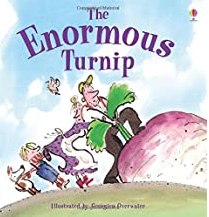 The
Enormous
Turnip
Illustrated by Georgien Overwater